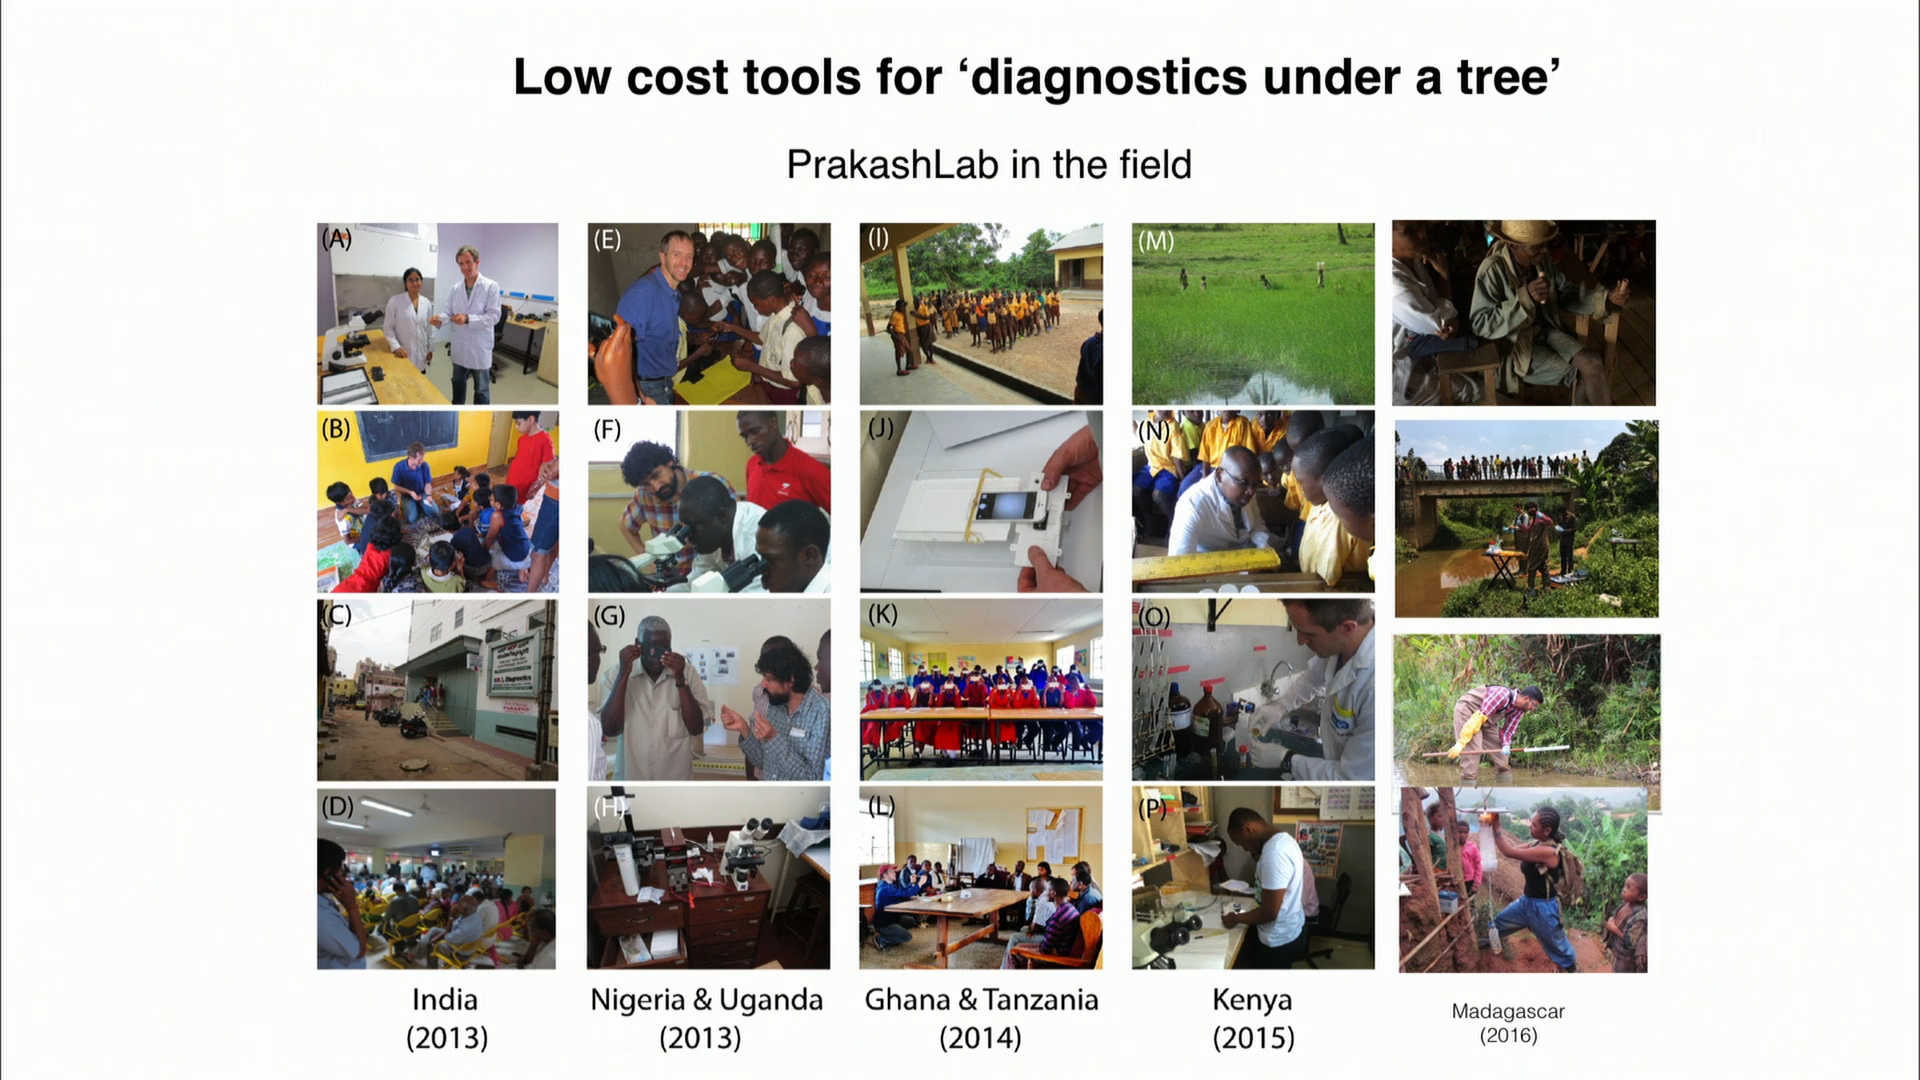 Low cost tools for ‘diagnostics under a tree’
PrakashLab in the field
(A)
(E)
(I)
(M)
(B)
(F)
(J)
(N)
(C)
(G)
(K)
(O)
Diagnostics
(D)
(H)
(L)
(P)
India
(2013)
Nigeria & Uganda
(2013)
Ghana & Tanzania
(2014)
Kenya
(2015)
Madagascar
(2016)